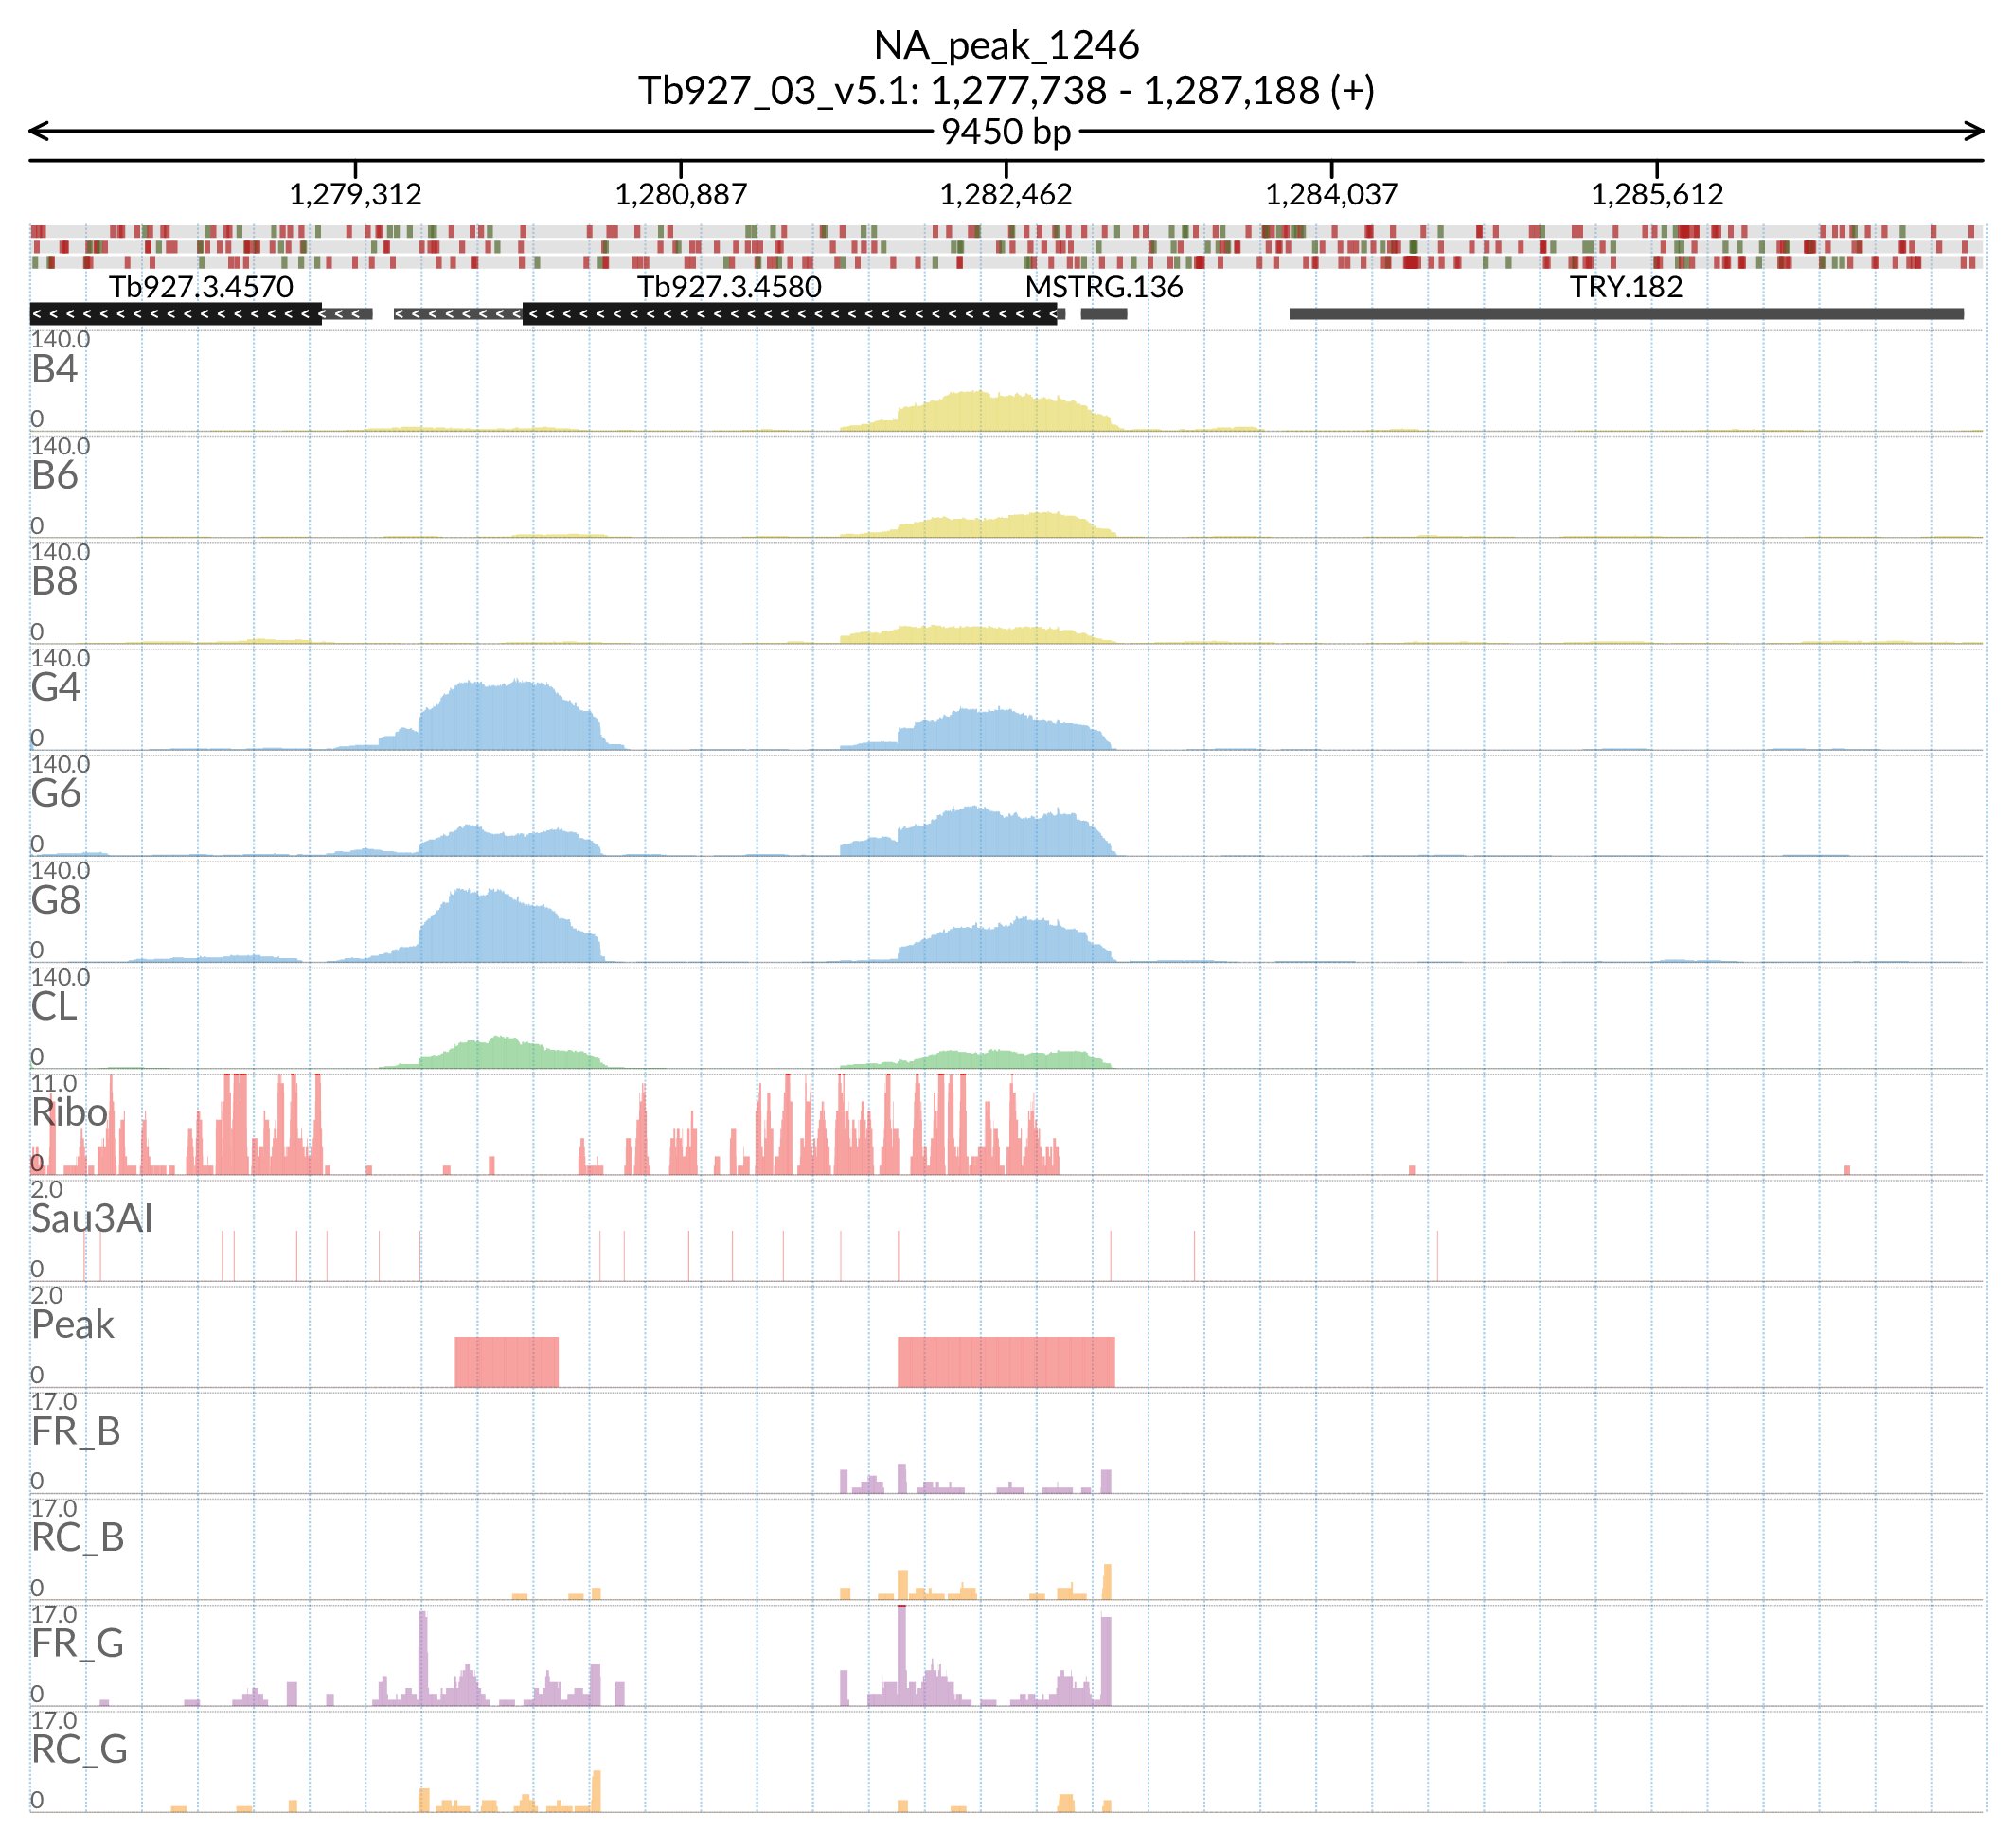 NA_peak_1246
Tb927_03_v5.1: 1,277,738 - 1,287,188 (+)
9450 bp
1,279,312 1,280,887 1,282,462 1,284,037 1,285,612
Tb927.3.4570 Tb927.3.4580 MSTRG.136 TRY.182
140.0
B4
0
140.0
B6
0
140.0
B8
0
140.0
G4
0
140.0
G6
0
140.0
G8
0
140.0
CL
0
11.0
Ribo
0
2.0
Sau3AI
0
2.0
Peak
0
17.0
FR_B
0
17.0
RC_B
0
17.0
FR_G
0
17.0
RC_G
0